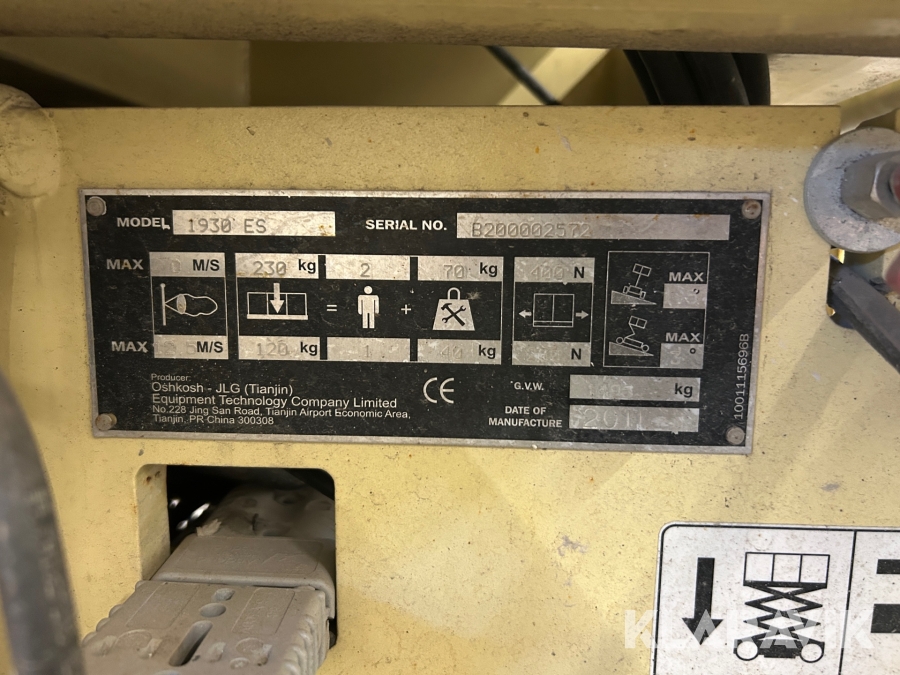 MODEL 1930 ES SERIAL NO. B200002572
MAX M/S 230 kg 2 70 kg 400 N MAX °
= +
MAX M/S 120 kg 1 40 kg N MAX °
Producer:
Oshkosh - JLG (Tianjin)
Equipment Technology Company Limited
No.228 Jing San Road, Tianjin Airport Economic Area,
Tianjin, PR China 300308
CE
G.V.W. kg
DATE OF
MANUFACTURE
1001115696B
KLARAVIK